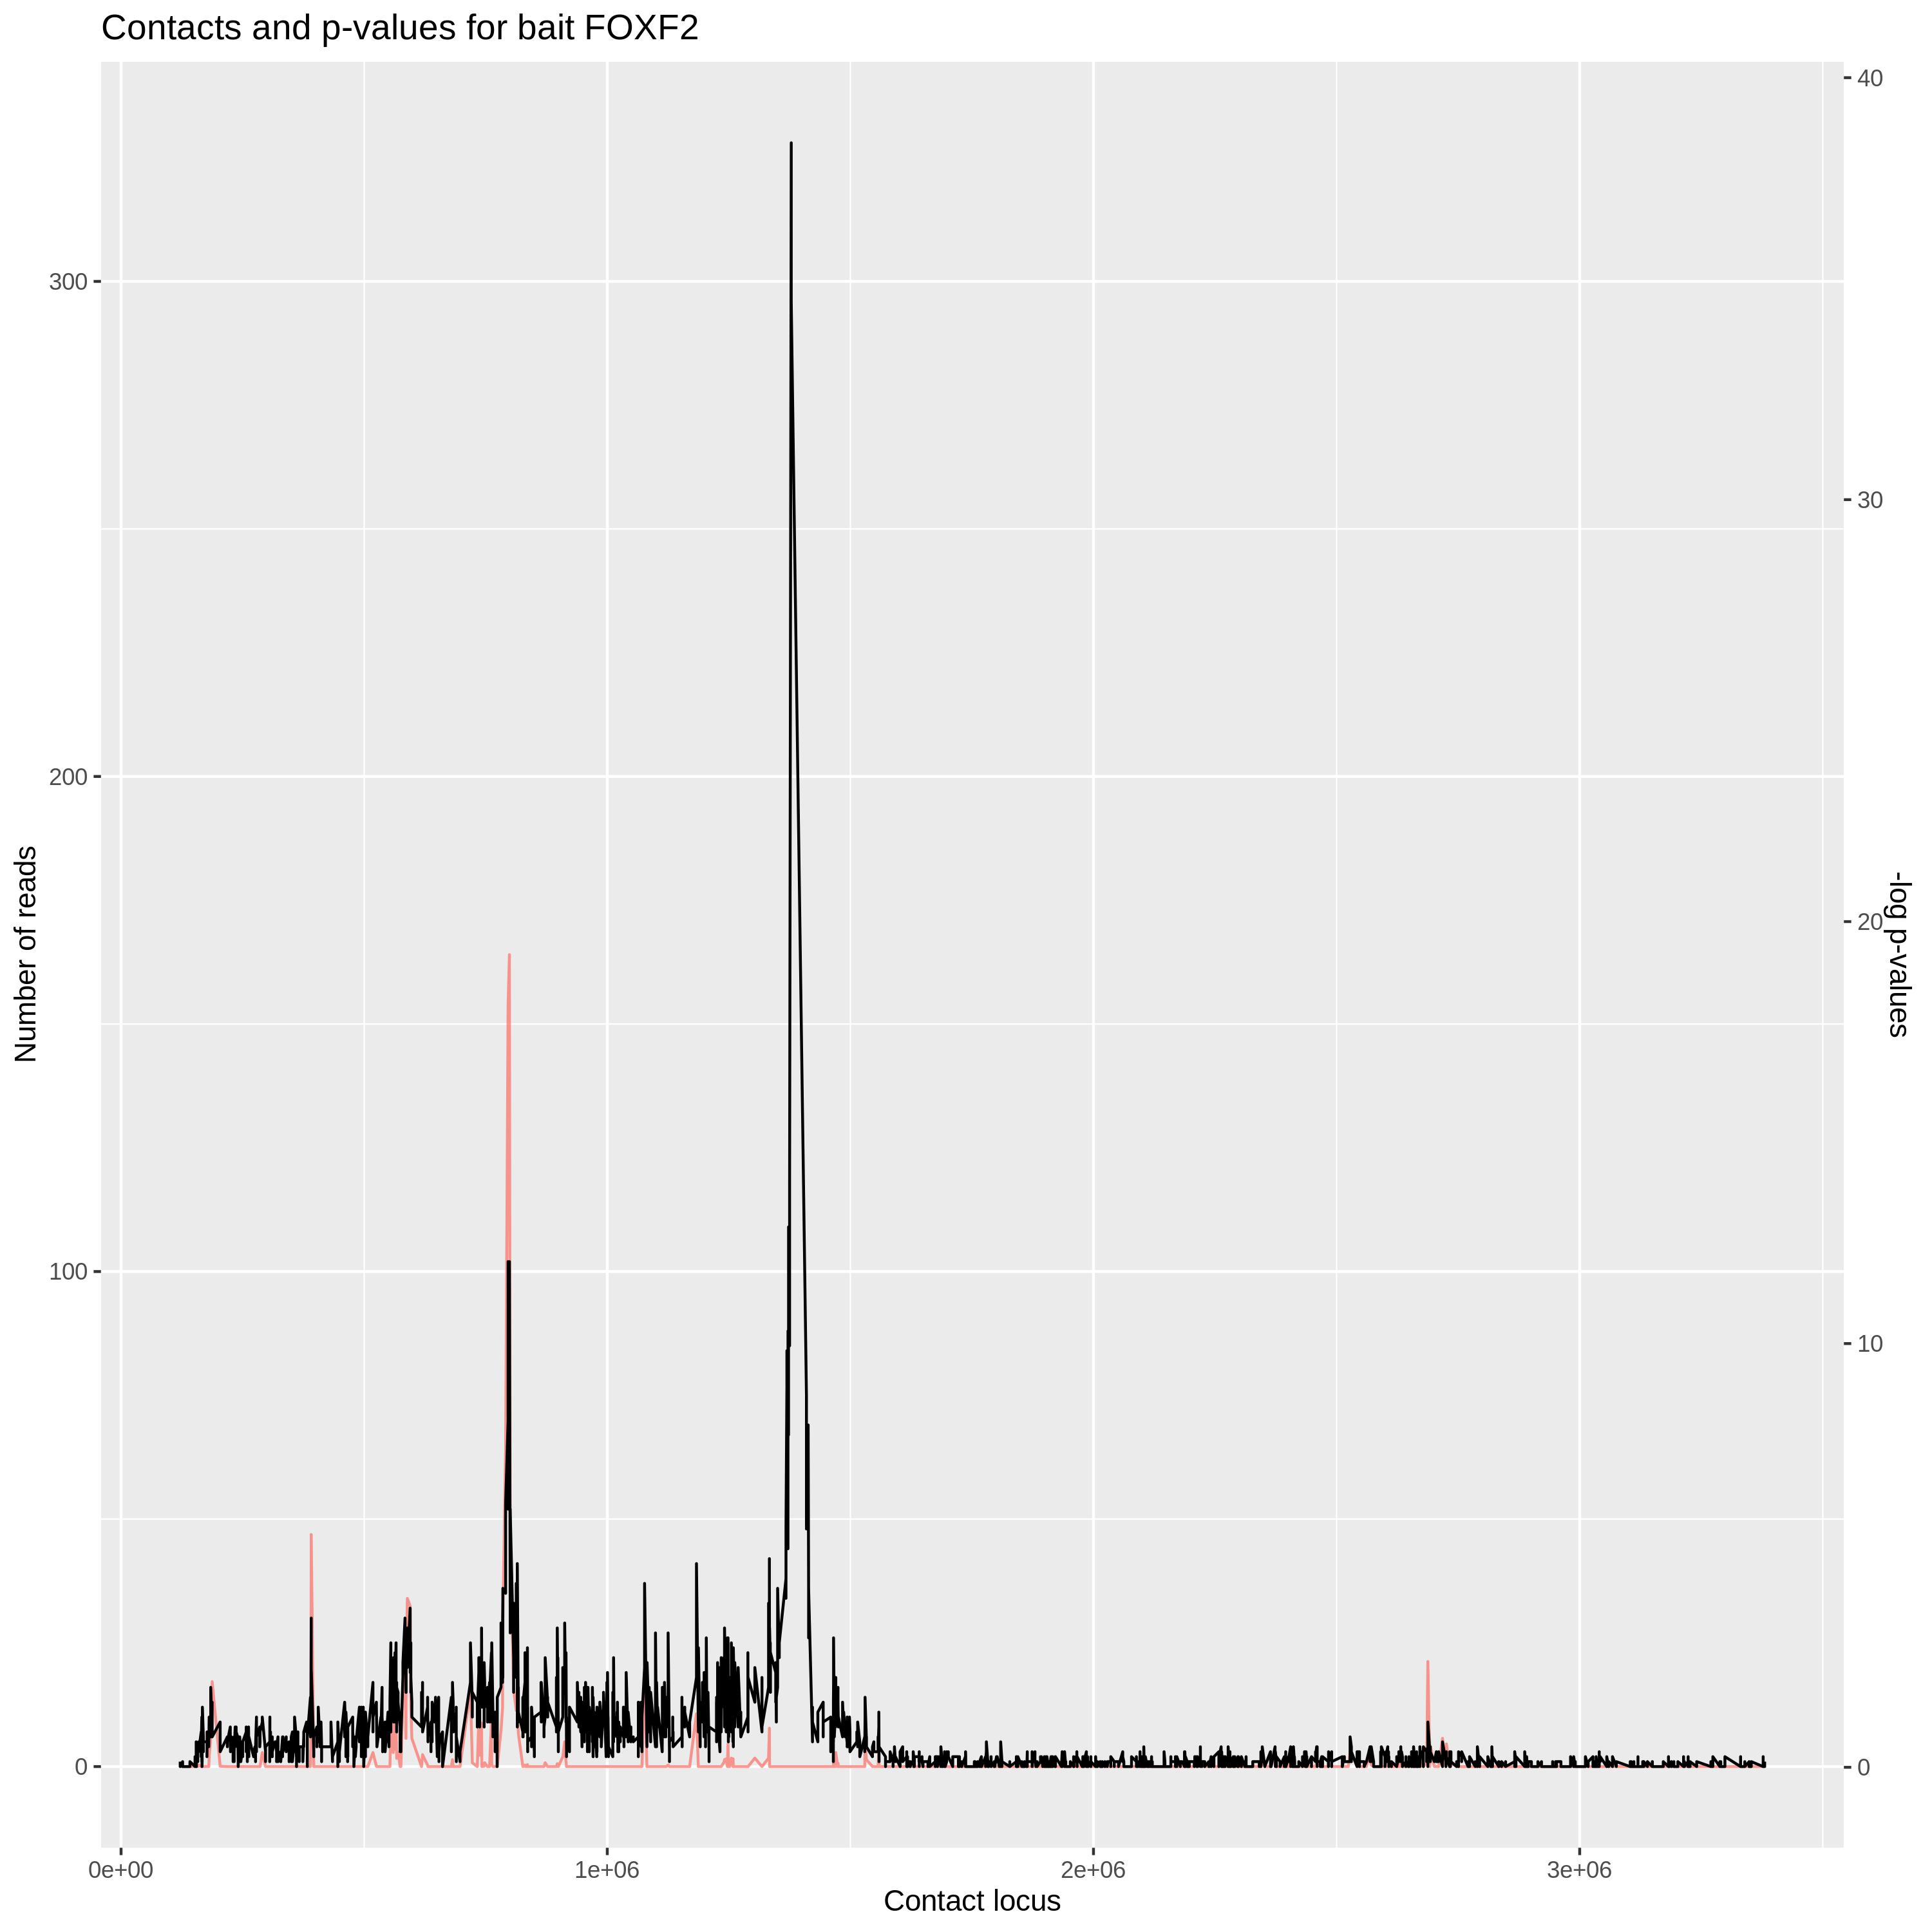 Contacts and p-values for bait FOXF2
Number of reads
300
200
100
0
40
30
20
10
0
-log p-values
0e+00 1e+06 2e+06 3e+06
Contact locus